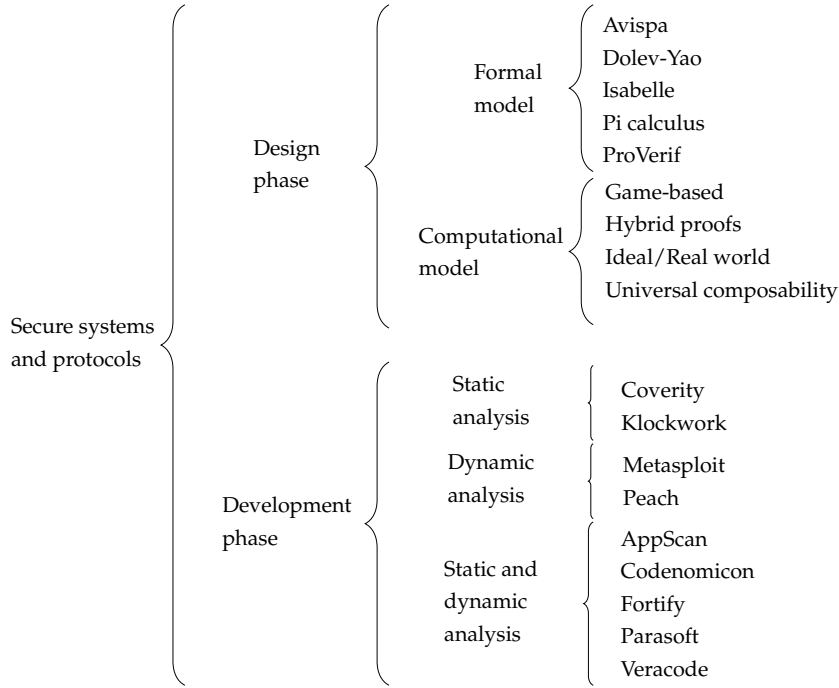 Secure systems
and protocols
Design
phase
Formal
model
Avispa
Dolev-Yao
Isabelle
Pi calculus
ProVerif
Computational
model
Game-based
Hybrid proofs
Ideal/Real world
Universal composability
Development
phase
Static
analysis
Coverity
Klockwork
Dynamic
analysis
Metasploit
Peach
Static and
dynamic
analysis
AppScan
Codenomicon
Fortify
Parasoft
Veracode